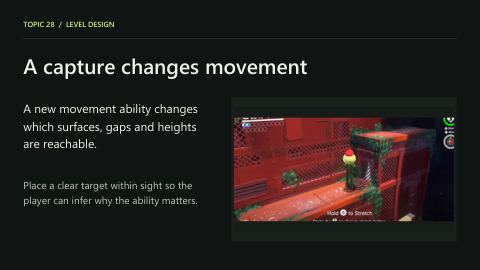 TOPIC 28 / LEVEL DESIGN
A capture changes movement
A new movement ability changes
which surfaces, gaps and heights
are reachable.
Place a clear target within sight so the
player can infer why the ability matters.
Hold Y to Stretch